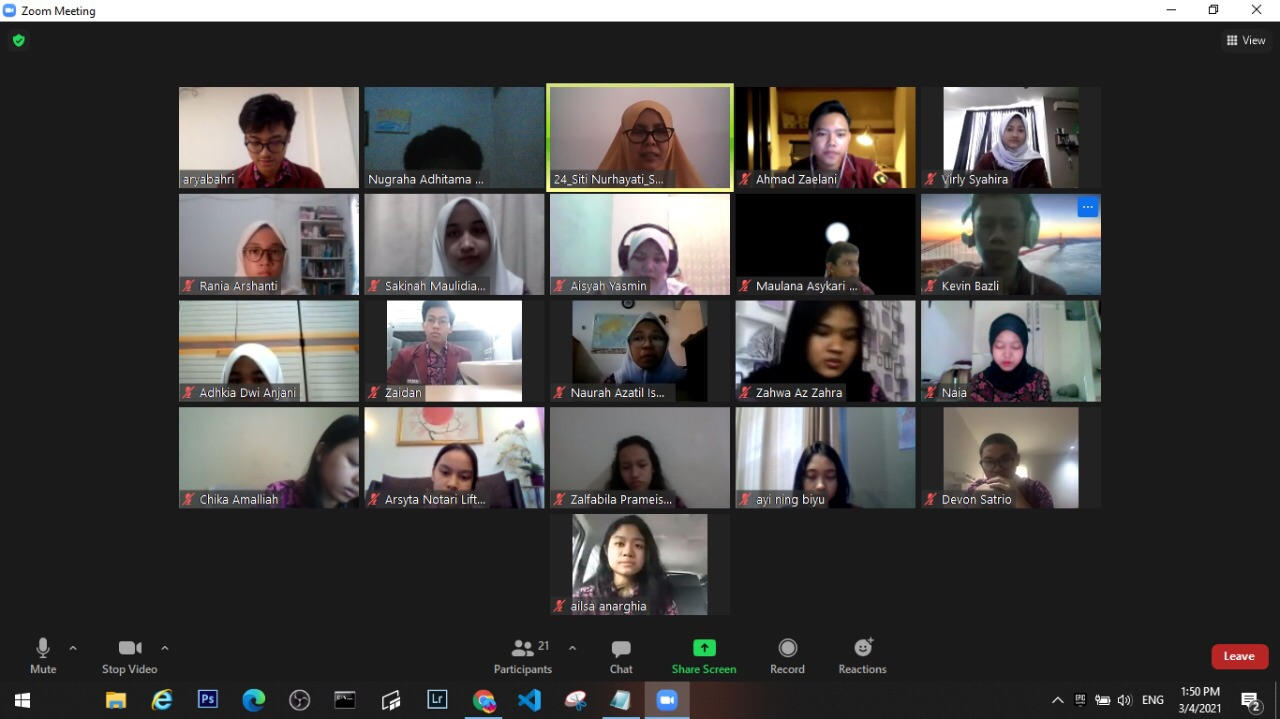 Zoom Meeting
View
aryabahri
Nugraha Adhitama ...
24_Siti Nurhayati_S...
Ahmad Zaelani
Virly Syahira
Rania Arshanti
Sakinah Maulidia...
Aisyah Yasmin
Maulana Asykari ...
Kevin Bazli
Adhkia Dwi Anjani
Zaidan
Naurah Azatil Is...
Zahwa Az Zahra
Naia
Chika Amalliah
Arsyta Notari Lift...
Zalfabila Prameis...
ayi ning biyu
Devon Satrio
ailsa anarghia
Mute
Stop Video
21
Participants
Chat
Share Screen
Record
Reactions
Leave
Ps
Lr
EPIC
ENG
1:50 PM
3/4/2021
2